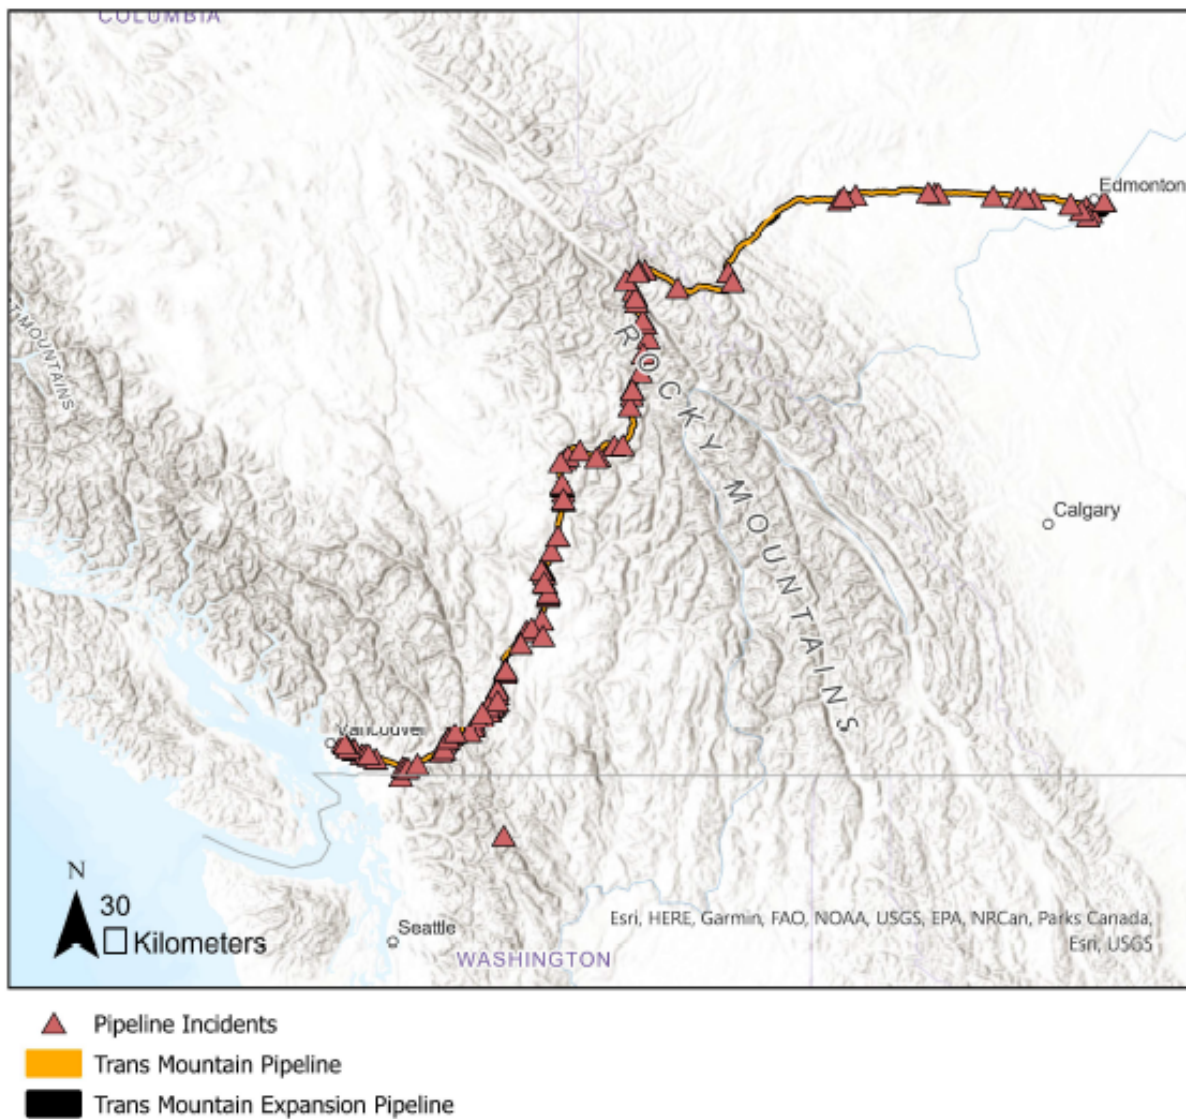 COLUMBIA
Edmonton
T MOUNTAINS
ROCKY MOUNTAINS
Calgary
Vancouver
N
30
Kilometers
Seattle
WASHINGTON
Esri, HERE, Garmin, FAO, NOAA, USGS, EPA, NRCan, Parks Canada,
Esri, USGS
Pipeline Incidents
Trans Mountain Pipeline
Trans Mountain Expansion Pipeline